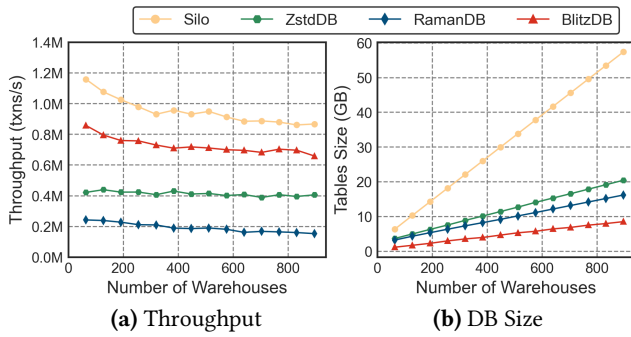 Silo ZstdDB RamanDB BlitzDB
Throughput (txns/s)
1.4M
1.2M
1.0M
0.8M
0.6M
0.4M
0.2M
0.0M
0 200 400 600 800
Number of Warehouses
(a) Throughput
Tables Size (GB)
60
50
40
30
20
10
0
0 200 400 600 800
Number of Warehouses
(b) DB Size